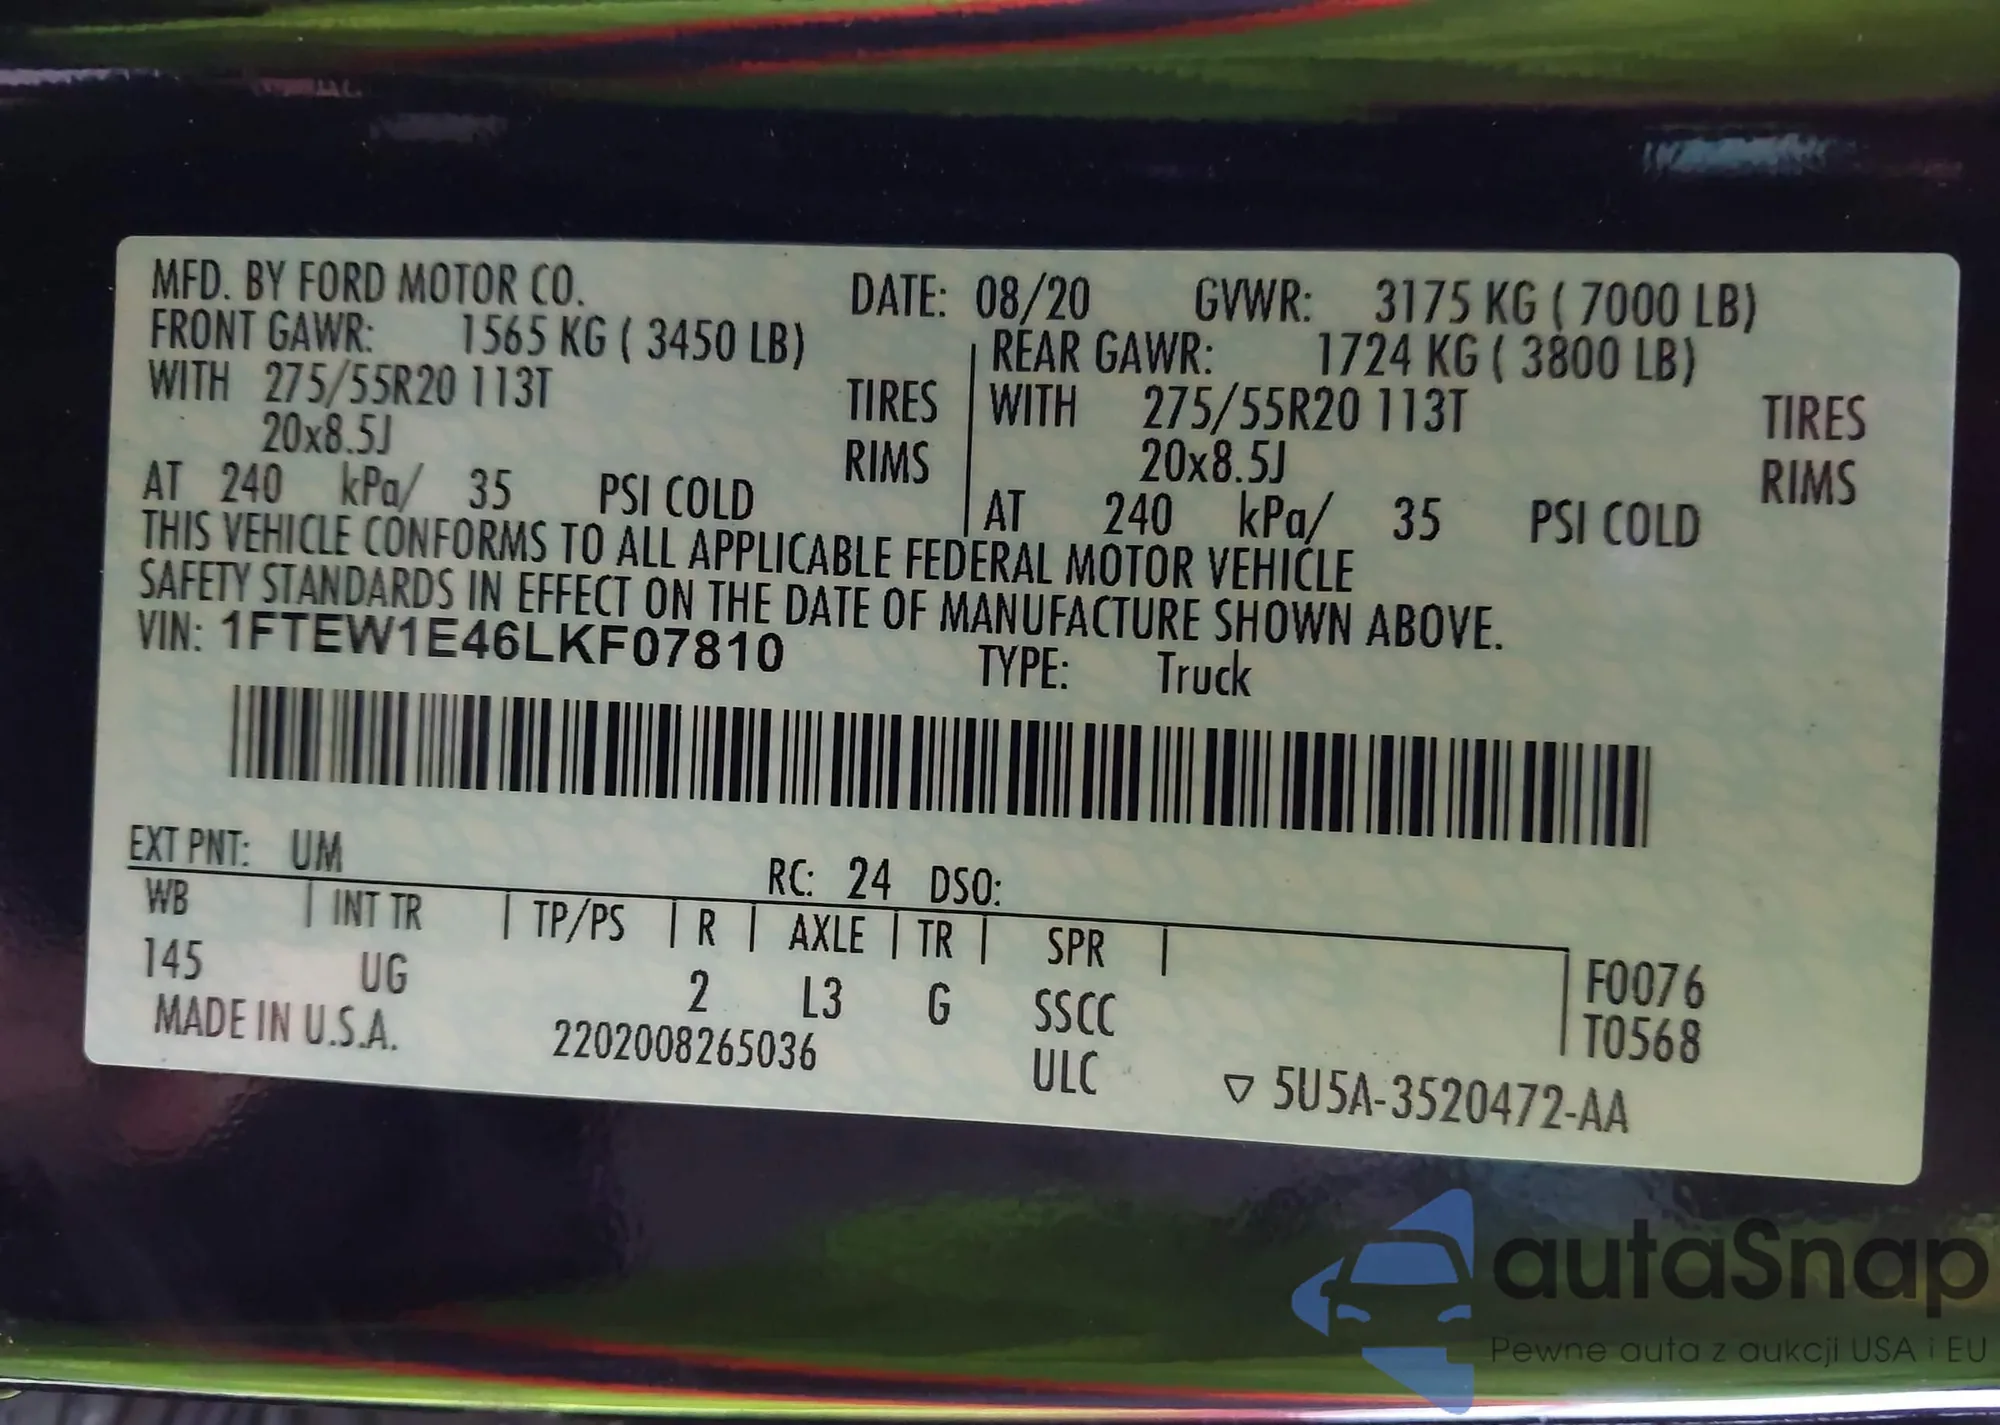 MFD. BY FORD MOTOR CO. DATE: 08/20 GVWR: 3175 KG ( 7000 LB)
FRONT GAWR: 1565 KG ( 3450 LB) REAR GAWR: 1724 KG ( 3800 LB)
WITH 275/55R20 113T TIRES WITH 275/55R20 113T TIRES
20x8.5J RIMS 20x8.5J RIMS
AT 240 kPa/ 35 PSI COLD AT 240 kPa/ 35 PSI COLD
THIS VEHICLE CONFORMS TO ALL APPLICABLE FEDERAL MOTOR VEHICLE
SAFETY STANDARDS IN EFFECT ON THE DATE OF MANUFACTURE SHOWN ABOVE.
VIN: 1FTEW1E46LKF07810 TYPE: Truck
EXT PNT: UM RC: 24 DSO:
WB | INT TR | TP/PS | R | AXLE | TR | SPR |
145 UG 2 L3 G SSCC F0076
MADE IN U.S.A. 2202008265036 ULC T0568
▽ 5U5A-3520472-AA
autaSnap
Pewne auta z aukcji USA i EU